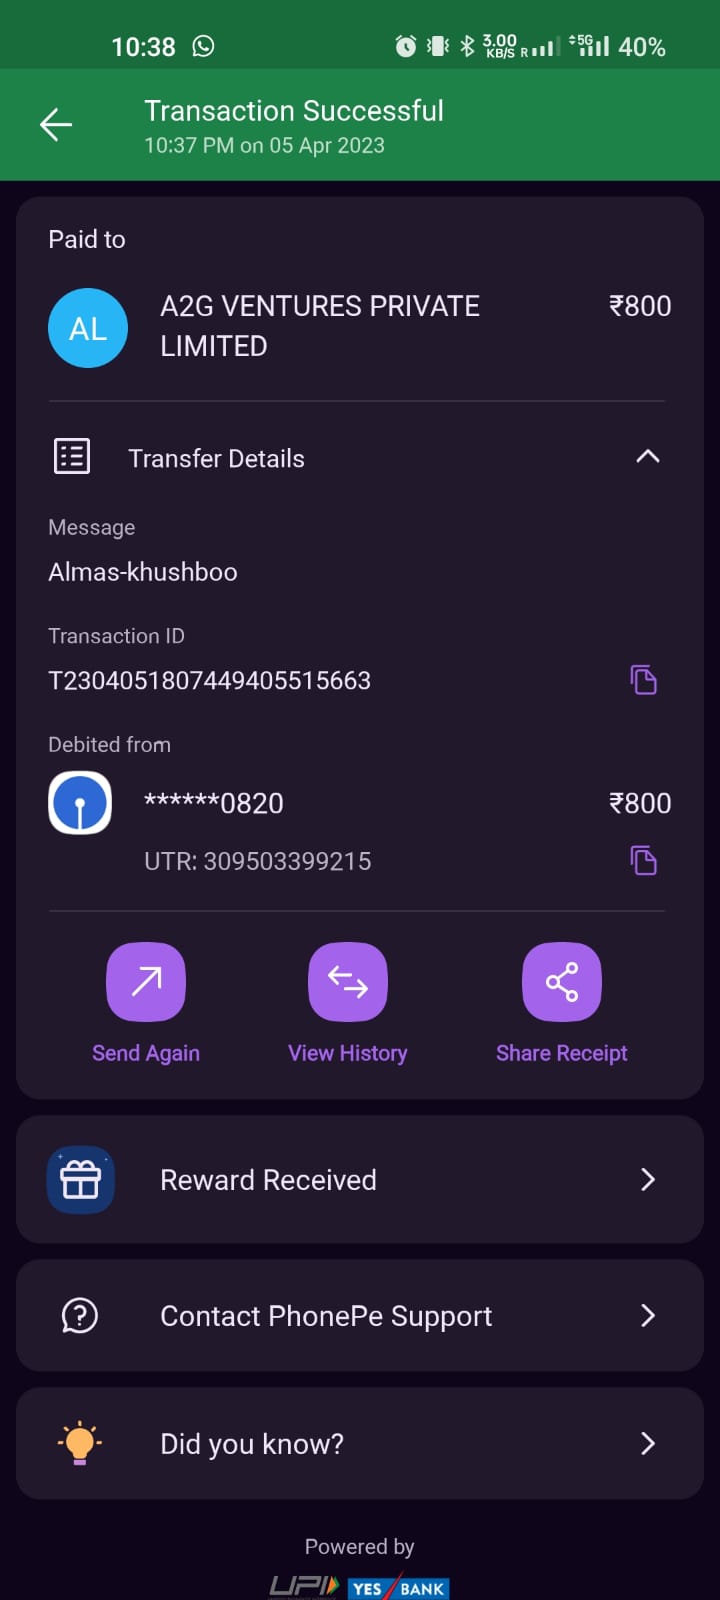 10:38
3.00
KB/S R
5G
40%
Transaction Successful
10:37 PM on 05 Apr 2023
Paid to
AL
A2G VENTURES PRIVATE
LIMITED
₹800
Transfer Details
Message
Almas-khushboo
Transaction ID
T2304051807449405515663
Debited from
******0820
₹800
UTR: 309503399215
Send Again
View History
Share Receipt
Reward Received
Contact PhonePe Support
Did you know?
Powered by
UPI
YES BANK